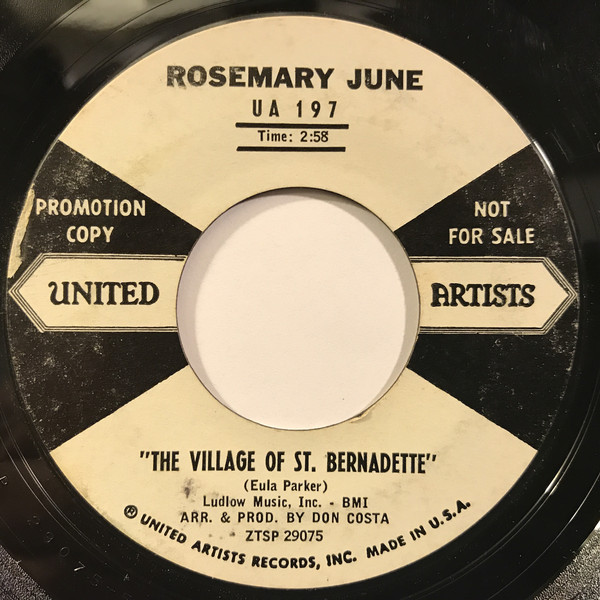 ROSEMARY JUNE
UA 197
Time: 2:58
PROMOTION
COPY
NOT
FOR SALE
UNITED
ARTISTS
"THE VILLAGE OF ST. BERNADETTE"
(Eula Parker)
Ludlow Music, Inc. - BMI
ARR. & PROD. BY DON COSTA
ZTSP 29075
® UNITED ARTISTS RECORDS, INC. MADE IN U.S.A.